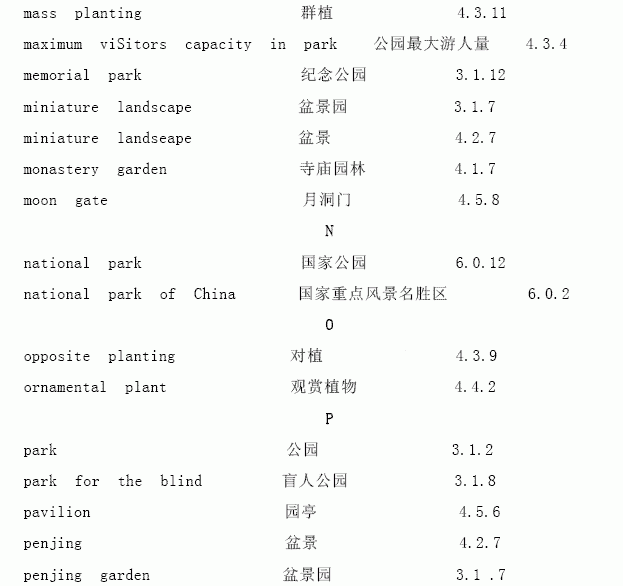 mass planting 群植 4.3.11
maximum viSitors capacity in park 公园最大游人量 4.3.4
memorial park 纪念公园 3.1.12
miniature landscape 盆景园 3.1.7
miniature landseape 盆景 4.2.7
monastery garden 寺庙园林 4.1.7
moon gate 月洞门 4.5.8
N
national park 国家公园 6.0.12
national park of China 国家重点风景名胜区 6.0.2
O
opposite planting 对植 4.3.9
ornamental plant 观赏植物 4.4.2
P
park 公园 3.1.2
park for the blind 盲人公园 3.1.8
pavilion 园亭 4.5.6
penjing 盆景 4.2.7
penjing garden 盆景园 3.1 .7